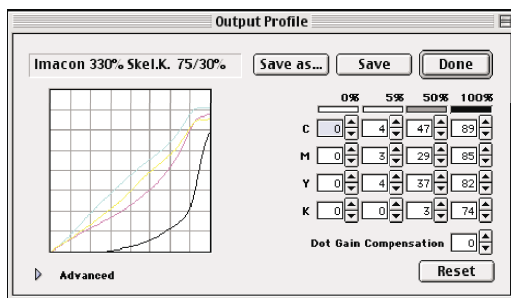 Output Profile
Imacon 330% Skel.K. 75/30%
Save as...
Save
Done
0% 5% 50% 100%
C 0 4 47 89
M 0 3 29 85
Y 0 4 37 82
K 0 0 3 74
Dot Gain Compensation 0
Advanced
Reset